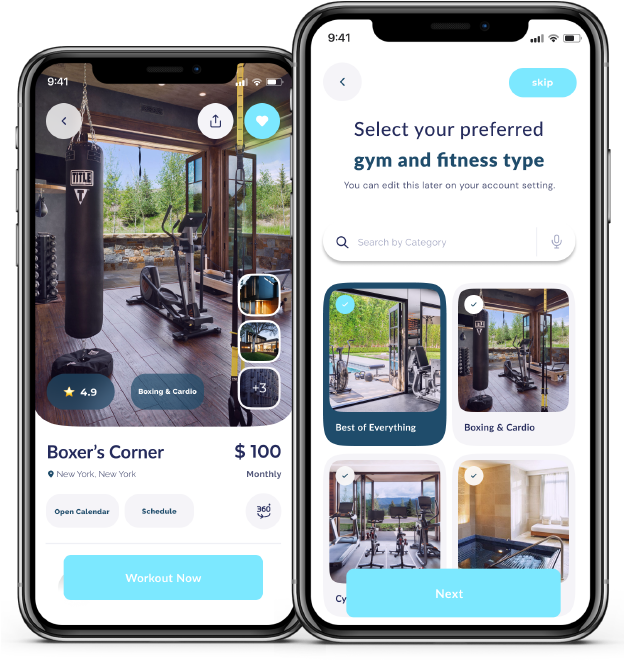 9:41
TITLE
4.9
Boxing & Cardio
+3
Boxer's Corner
$ 100
New York, New York
Monthly
Open Calendar
Schedule
360°
Workout Now
9:41
skip
Select your preferred
gym and fitness type
You can edit this later on your account setting.
Search by Category
TITLE
Best of Everything
Boxing & Cardio
Cy
Next